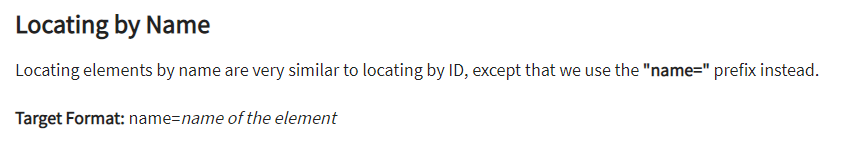 Locating by Name
Locating elements by name are very similar to locating by ID, except that we use the "name=" prefix instead.
Target Format: name=name of the element